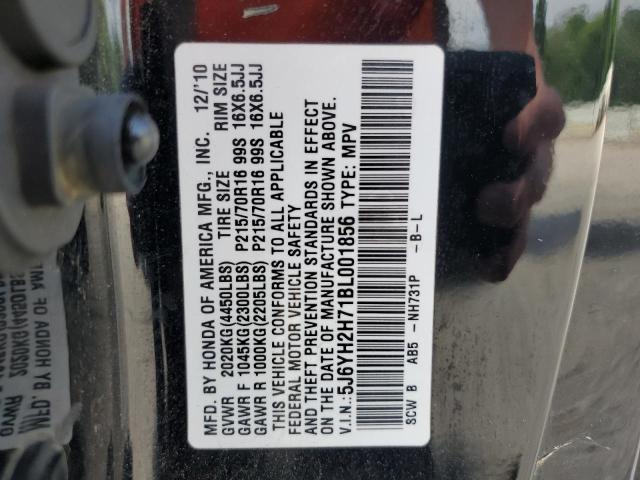 MFD. BY HONDA OF AMERICA MFG., INC. 12/'10
GVWR 2020KG(4450LBS) TIRE SIZE RIM SIZE
GAWR F 1045KG(2300LBS) P215/70R16 99S 16X6.5JJ
GAWR R 1000KG(2205LBS) P215/70R16 99S 16X6.5JJ
THIS VEHICLE CONFORMS TO ALL APPLICABLE
FEDERAL MOTOR VEHICLE SAFETY
AND THEFT PREVENTION STANDARDS IN EFFECT
ON THE DATE OF MANUFACTURE SHOWN ABOVE.
V.I.N.: 5J6YH2H71BL001856 TYPE: MPV
SCW B AB5 - NH731P - B - L